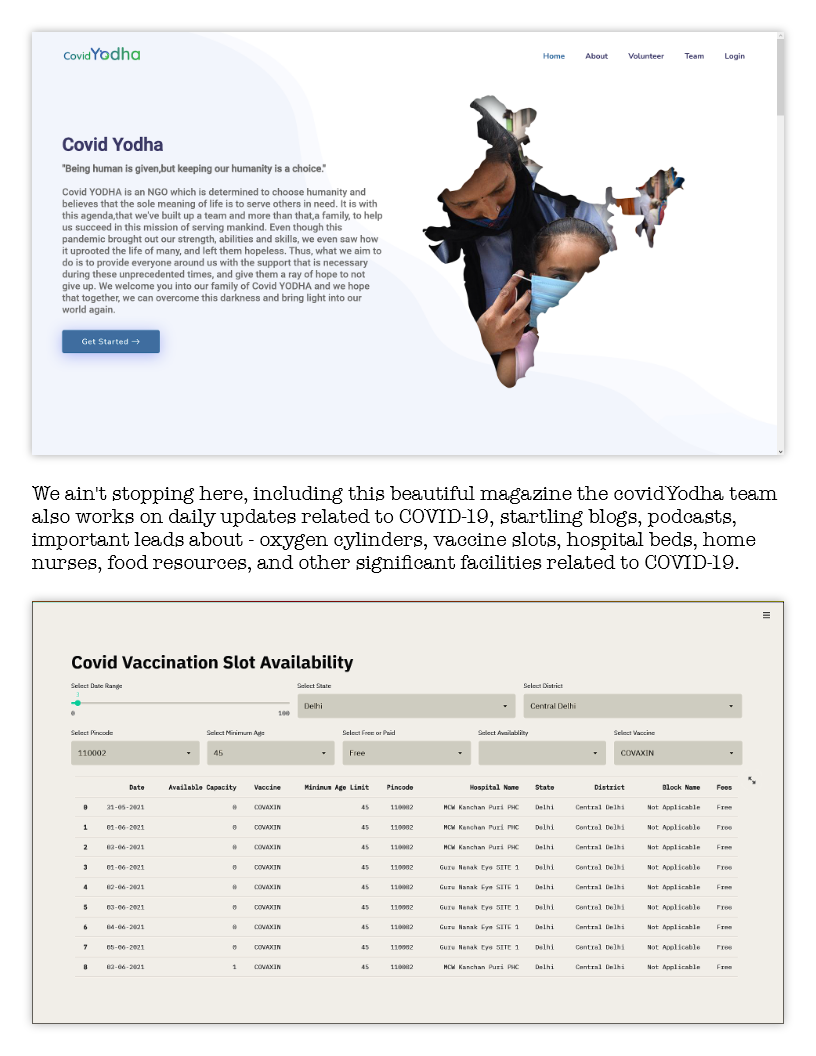 CovidYodha
Home About Volunteer Team Login
Covid Yodha
"Being human is given,but keeping our humanity is a choice."
Covid YODHA is an NGO which is determined to choose humanity and
believes that the sole meaning of life is to serve others in need. It is with
this agenda,that we've built up a team and more than that,a family, to help
us succeed in this mission of serving mankind. Even though this
pandemic brought out our strength, abilities and skills, we even saw how
it uprooted the life of many, and left them hopeless. Thus, what we aim to
do is to provide everyone around us with the support that is necessary
during these unprecedented times, and give them a ray of hope to not
give up. We welcome you into our family of Covid YODHA and we hope
that together, we can overcome this darkness and bring light into our
world again.
Get Started →
We ain't stopping here, including this beautiful magazine the covidYodha team
also works on daily updates related to COVID-19, startling blogs, podcasts,
important leads about - oxygen cylinders, vaccine slots, hospital beds, home
nurses, food resources, and other significant facilities related to COVID-19.
Covid Vaccination Slot Availability
Select Date Range Select State Select District
3
0 100
Delhi Central Delhi
Select Pincode Select Minimum Age Select Free or Paid Select Availability Select Vaccine
110002 45 Free COVAXIN
Date Available Capacity Vaccine Minimum Age Limit Pincode Hospital Name State District Block Name Fees
0 31-05-2021 0 COVAXIN 45 110002 MCW Kanchan Puri PHC Delhi Central Delhi Not Applicable Free
1 01-06-2021 0 COVAXIN 45 110002 MCW Kanchan Puri PHC Delhi Central Delhi Not Applicable Free
2 03-06-2021 0 COVAXIN 45 110002 MCW Kanchan Puri PHC Delhi Central Delhi Not Applicable Free
3 01-06-2021 0 COVAXIN 45 110002 Guru Nanak Eye SITE 1 Delhi Central Delhi Not Applicable Free
4 02-06-2021 0 COVAXIN 45 110002 Guru Nanak Eye SITE 1 Delhi Central Delhi Not Applicable Free
5 03-06-2021 0 COVAXIN 45 110002 Guru Nanak Eye SITE 1 Delhi Central Delhi Not Applicable Free
6 04-06-2021 0 COVAXIN 45 110002 Guru Nanak Eye SITE 1 Delhi Central Delhi Not Applicable Free
7 05-06-2021 0 COVAXIN 45 110002 Guru Nanak Eye SITE 1 Delhi Central Delhi Not Applicable Free
8 02-06-2021 1 COVAXIN 45 110002 MCW Kanchan Puri PHC Delhi Central Delhi Not Applicable Free